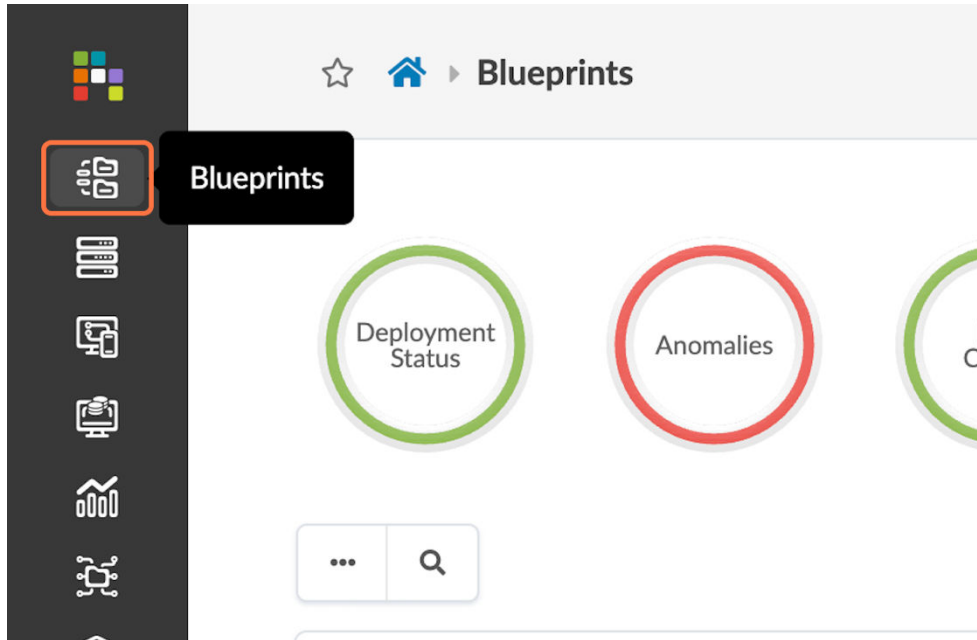 Blueprints
Blueprints
Deployment
Status
Anomalies